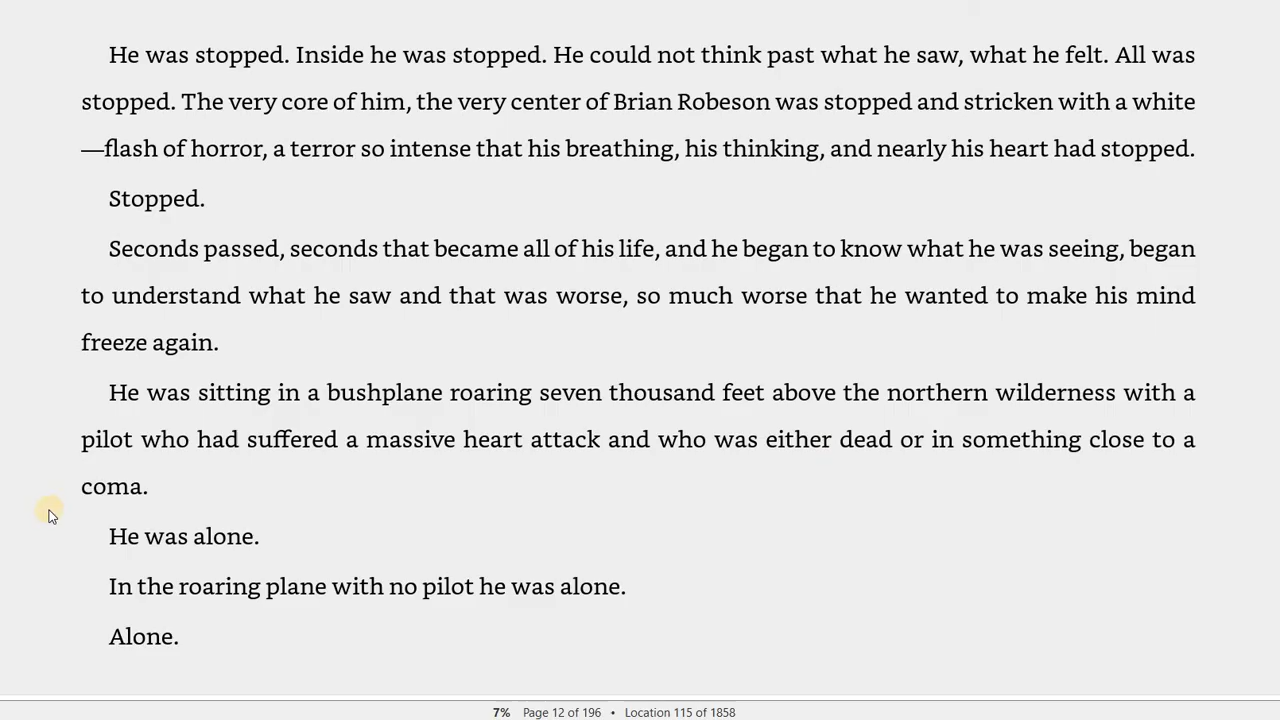 He was stopped. Inside he was stopped. He could not think past what he saw, what he felt. All was
stopped. The very core of him, the very center of Brian Robeson was stopped and stricken with a white
—flash of horror, a terror so intense that his breathing, his thinking, and nearly his heart had stopped.
Stopped.
Seconds passed, seconds that became all of his life, and he began to know what he was seeing, began
to understand what he saw and that was worse, so much worse that he wanted to make his mind
freeze again.
He was sitting in a bushplane roaring seven thousand feet above the northern wilderness with a
pilot who had suffered a massive heart attack and who was either dead or in something close to a
coma.
He was alone.
In the roaring plane with no pilot he was alone.
Alone.
7% Page 12 of 196 • Location 115 of 1858